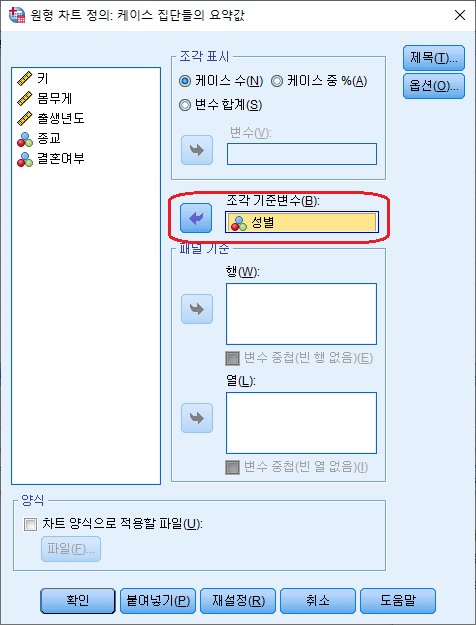 원형 차트 정의: 케이스 집단들의 요약값
키
몸무게
출생년도
종교
결혼여부
조각 표시
케이스 수(N) 케이스 중 %(A)
변수 합계(S)
변수(V):
제목(T)...
옵션(O)...
조각 기준변수(B):
성별
패널 기준
행(W):
변수 중첩(빈 행 없음)(E)
열(L):
변수 중첩(빈 열 없음)(I)
양식
차트 양식으로 적용할 파일(U):
파일(F)...
확인 붙여넣기(P) 재설정(R) 취소 도움말